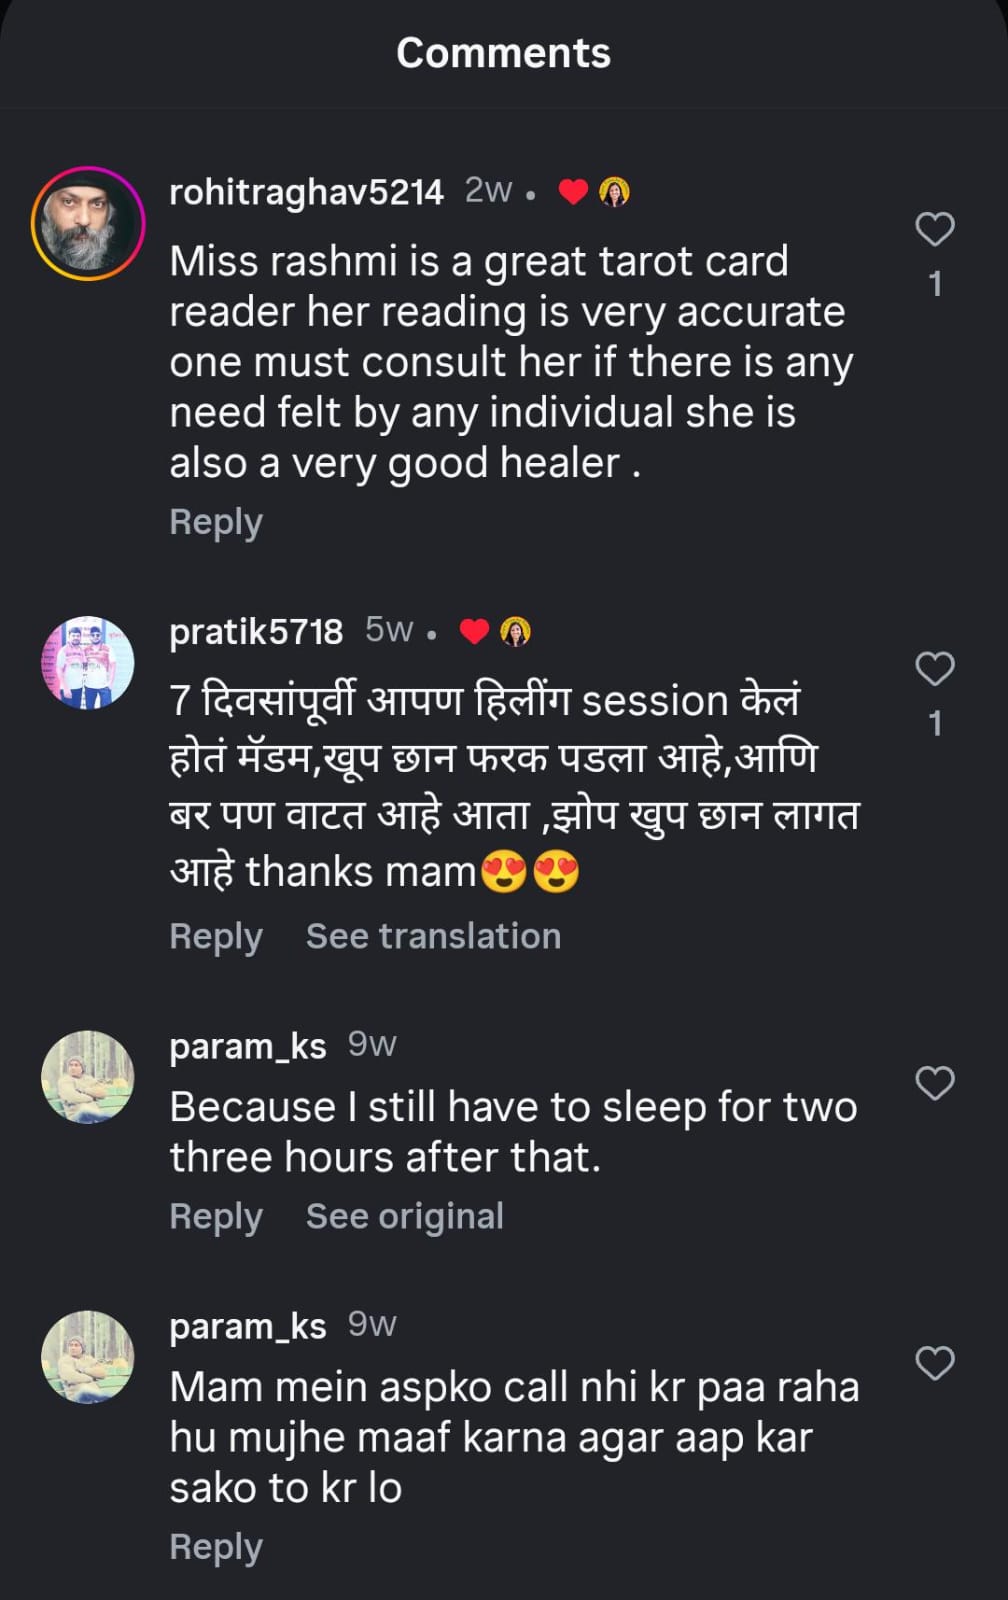 Comments
rohitraghav5214 2w • ❤️
Miss rashmi is a great tarot card
reader her reading is very accurate
one must consult her if there is any
need felt by any individual she is
also a very good healer .
1
Reply
pratik5718 5w • ❤️
7 दिवसांपूर्वी आपण हिलींग session केलं
होतं मॅडम,खूप छान फरक पडला आहे,आणि
बर पण वाटत आहे आता ,झोप खुप छान लागत
आहे thanks mam😍😍
1
Reply See translation
param_ks 9w
Because I still have to sleep for two
three hours after that.
Reply See original
param_ks 9w
Mam mein aspko call nhi kr paa raha
hu mujhe maaf karna agar aap kar
sako to kr lo
Reply